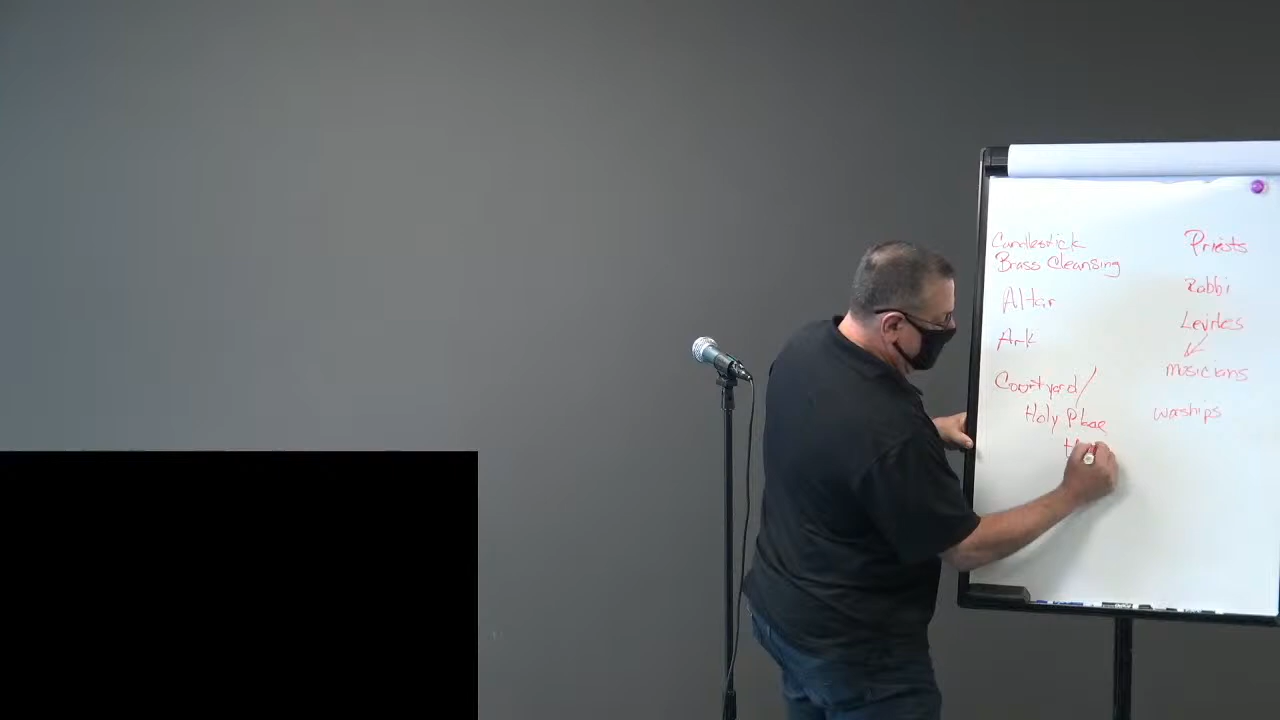 Candlestick
Brass Cleansing
Altar
Ark
Courtyard/
Holy Place
H
Priests
Rabbi
Levites
musicians
worships